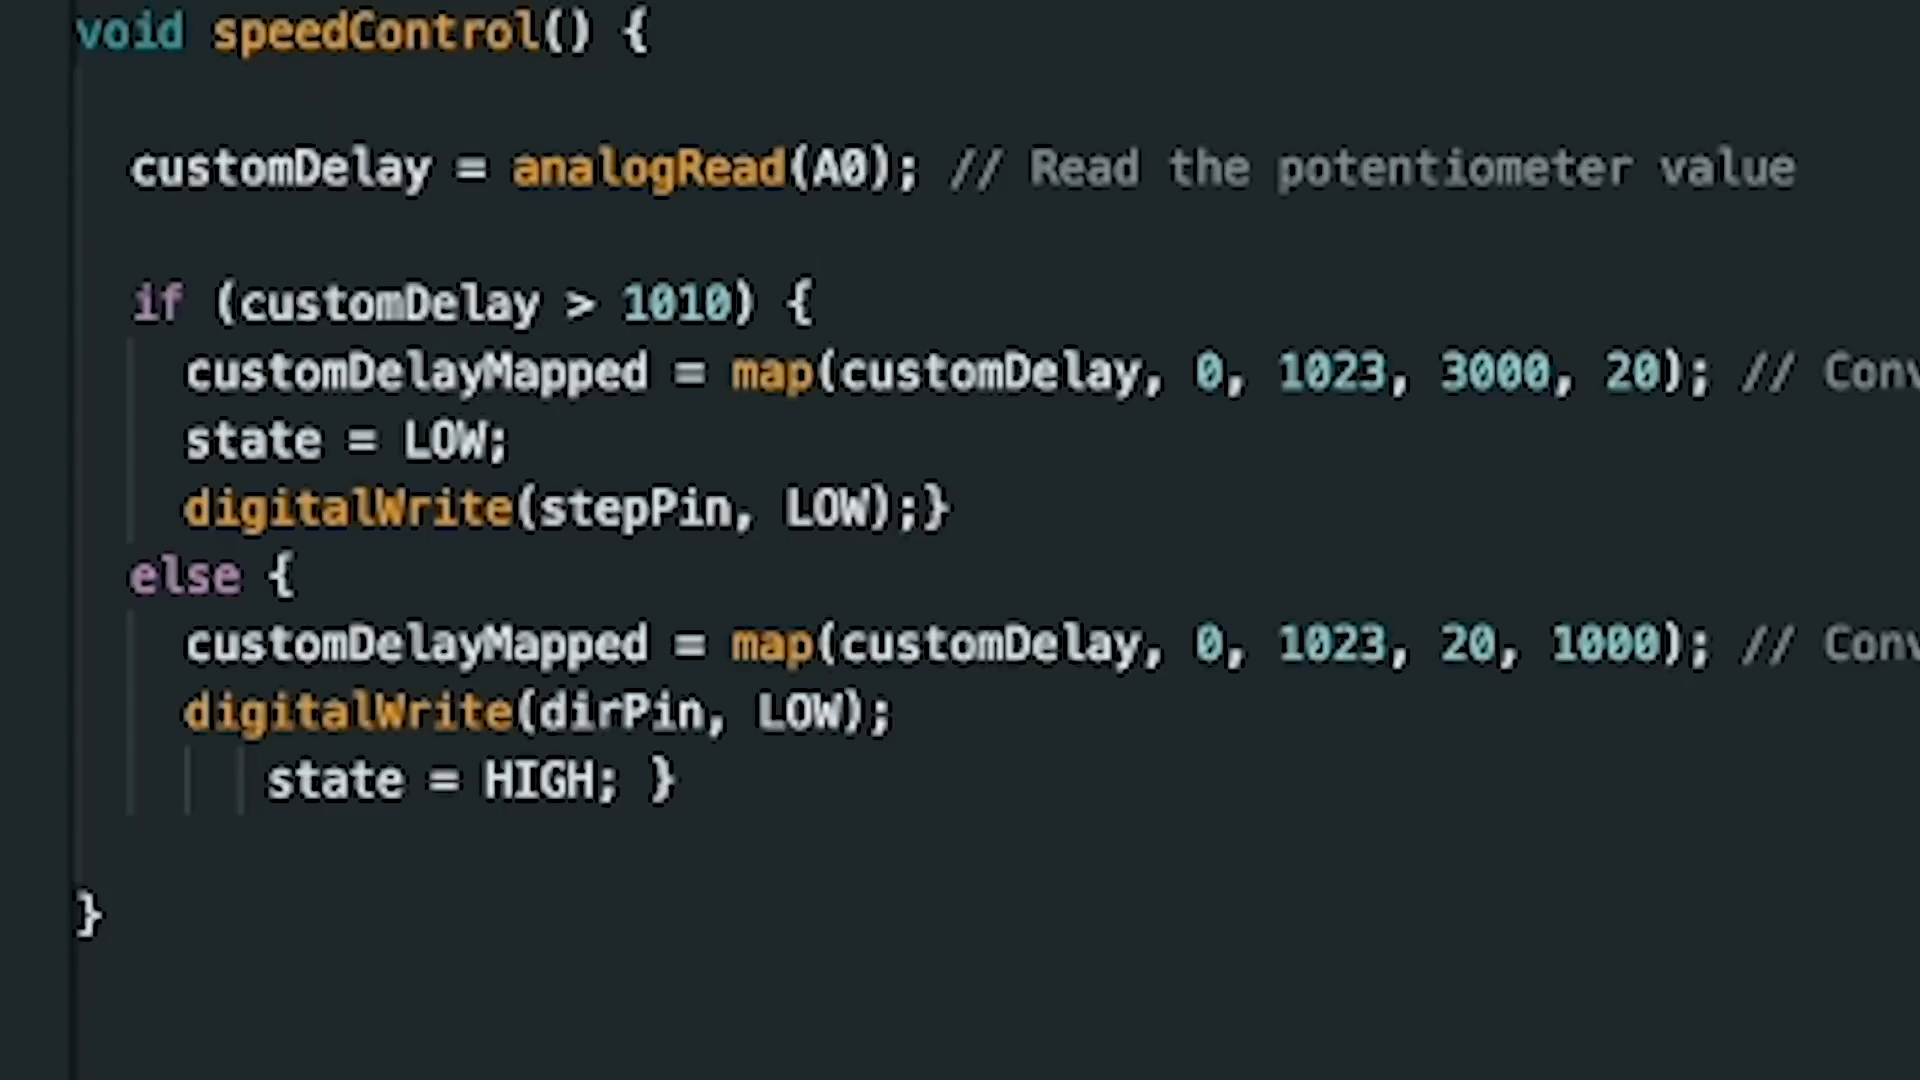 void speedControl() {
customDelay = analogRead(A0); // Read the potentiometer value
if (customDelay > 1010) {
customDelayMapped = map(customDelay, 0, 1023, 3000, 20); // Conv
state = LOW;
digitalWrite(stepPin, LOW);}
else {
customDelayMapped = map(customDelay, 0, 1023, 20, 1000); // Conv
digitalWrite(dirPin, LOW);
state = HIGH; }
}